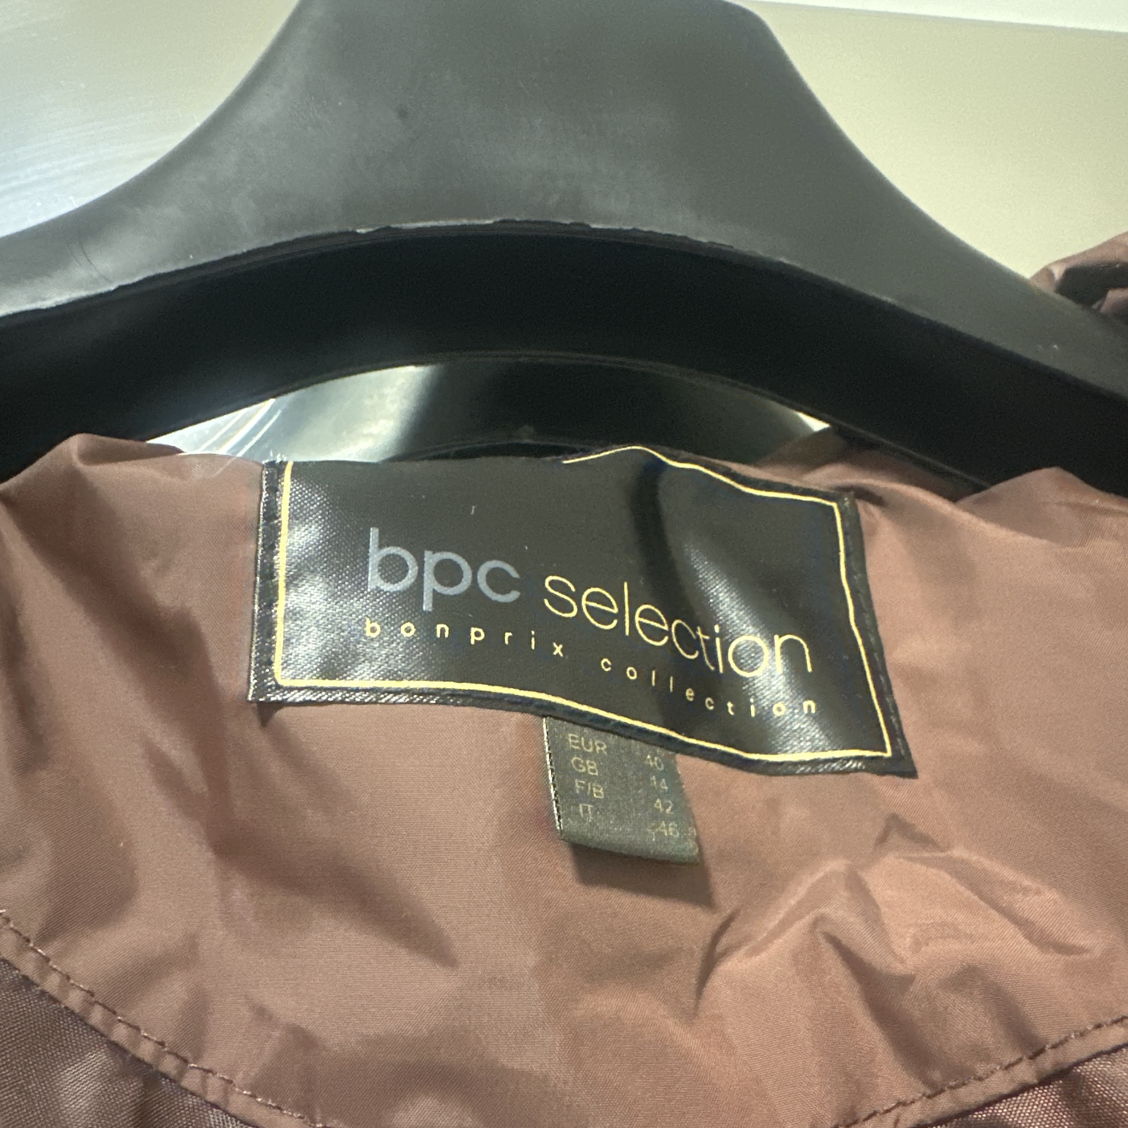 bpc selection
bonprix collection
EUR 40
GB 14
F/B 42
IT 46